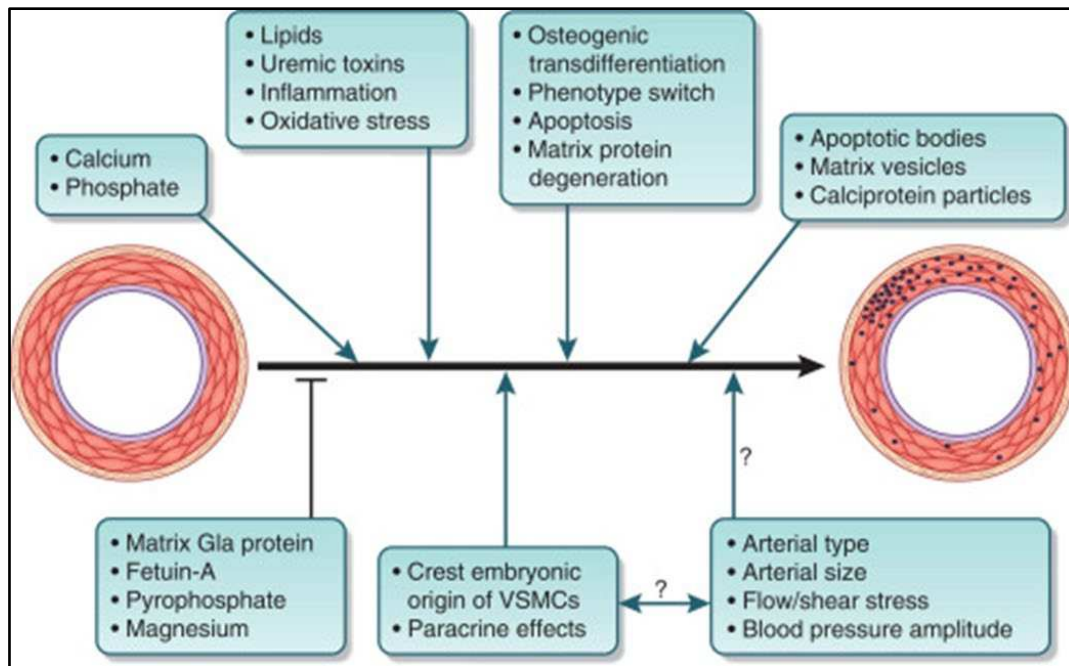 • Lipids
• Uremic toxins
• Inflammation
• Oxidative stress
• Osteogenic
transdifferentiation
• Phenotype switch
• Apoptosis
• Matrix protein
degeneration
• Calcium
• Phosphate
• Apoptotic bodies
• Matrix vesicles
• Calciprotein particles
• Matrix Gla protein
• Fetuin-A
• Pyrophosphate
• Magnesium
• Crest embryonic
origin of VSMCs
• Paracrine effects
?
?
• Arterial type
• Arterial size
• Flow/shear stress
• Blood pressure amplitude